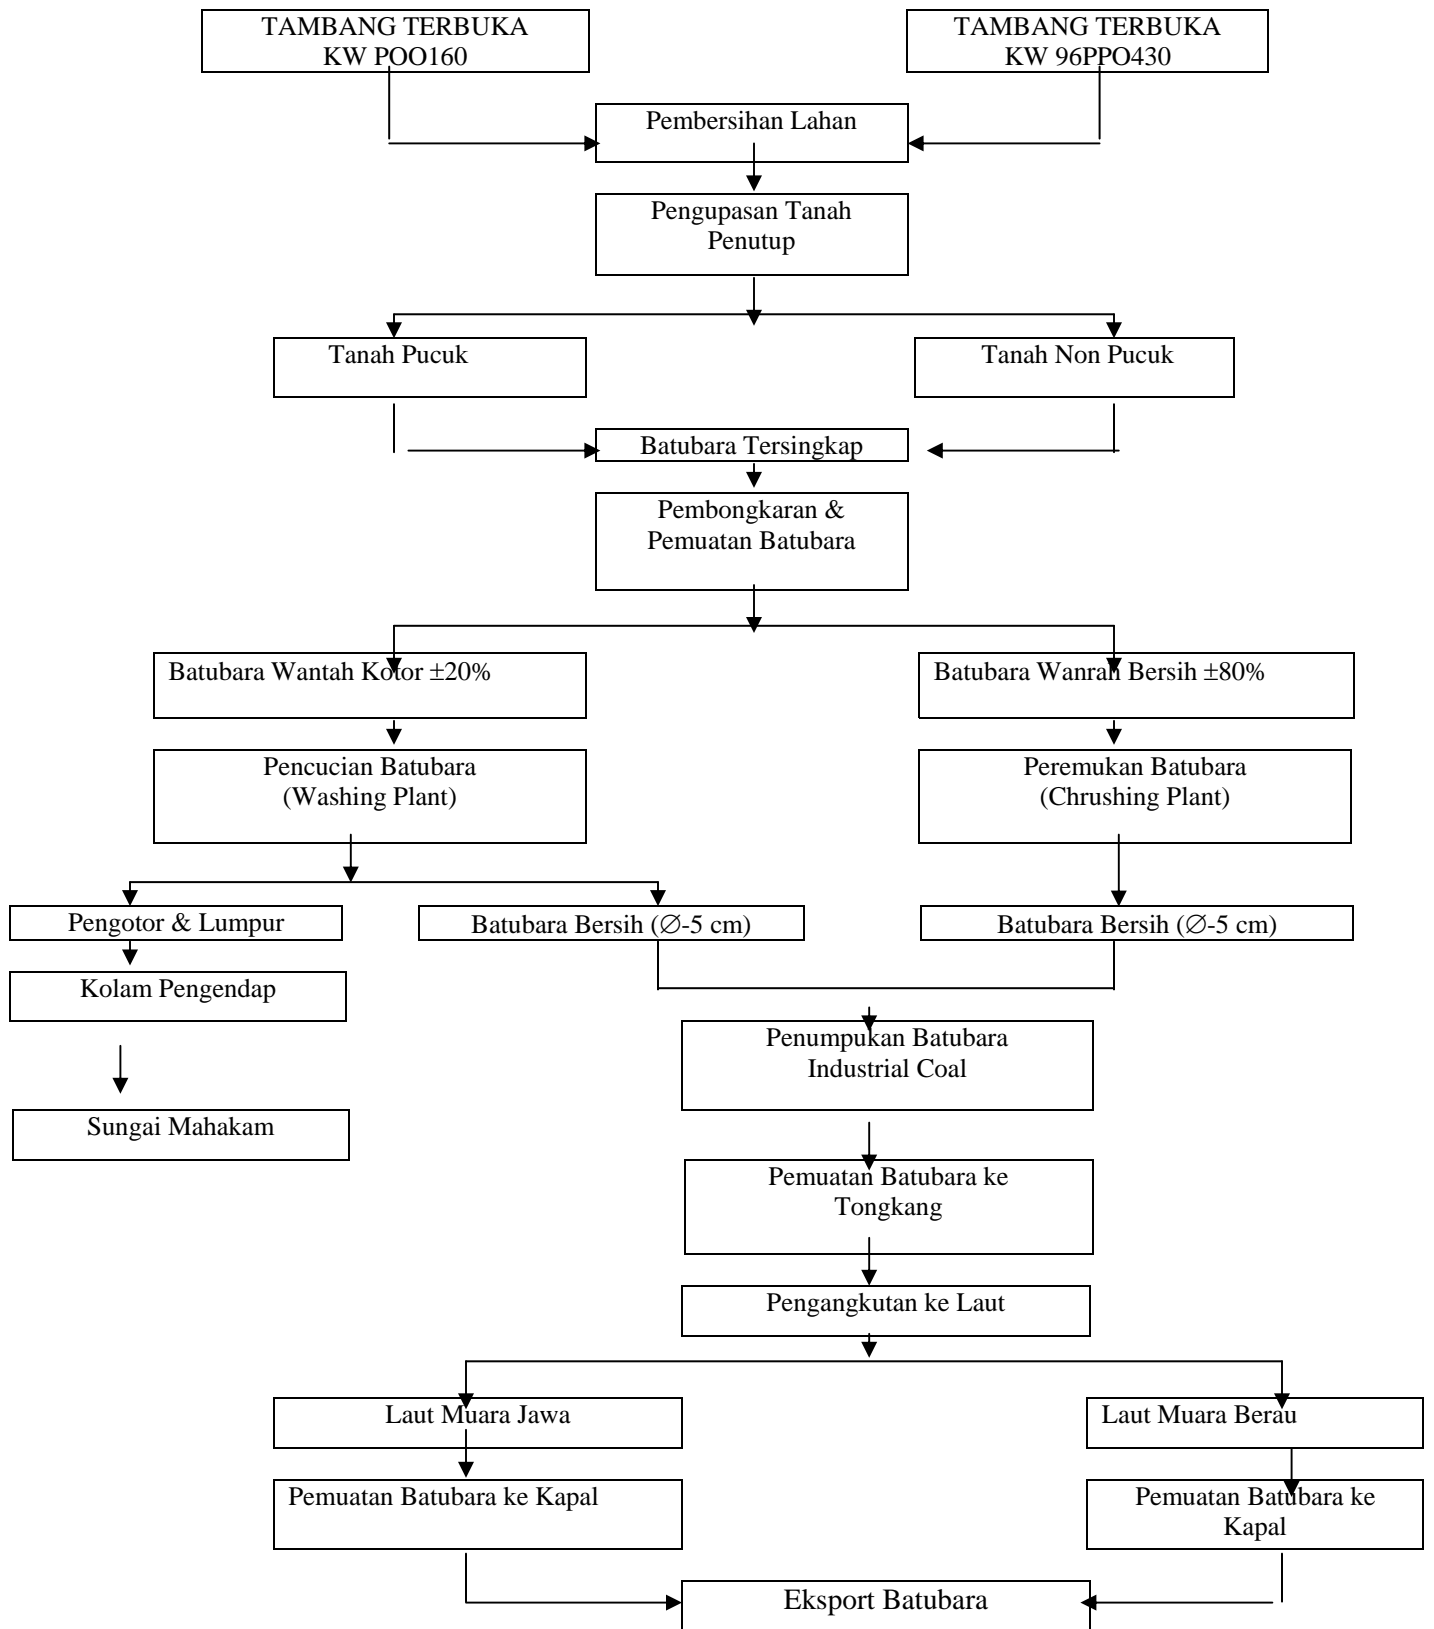 TAMBANG TERBUKA
KW POO160
TAMBANG TERBUKA
KW 96PPO430
Pembersihan Lahan
Pengupasan Tanah
Penutup
Tanah Pucuk
Tanah Non Pucuk
Batubara Tersingkap
Pembongkaran &
Pemuatan Batubara
Batubara Wantah Kotor ±20%
Batubara Wanrah Bersih ±80%
Pencucian Batubara
(Washing Plant)
Peremukan Batubara
(Chrushing Plant)
Pengotor & Lumpur
Batubara Bersih (∅-5 cm)
Batubara Bersih (∅-5 cm)
Kolam Pengendap
Penumpukan Batubara
Industrial Coal
Sungai Mahakam
Pemuatan Batubara ke
Tongkang
Pengangkutan ke Laut
Laut Muara Jawa
Laut Muara Berau
Pemuatan Batubara ke Kapal
Pemuatan Batubara ke
Kapal
Eksport Batubara